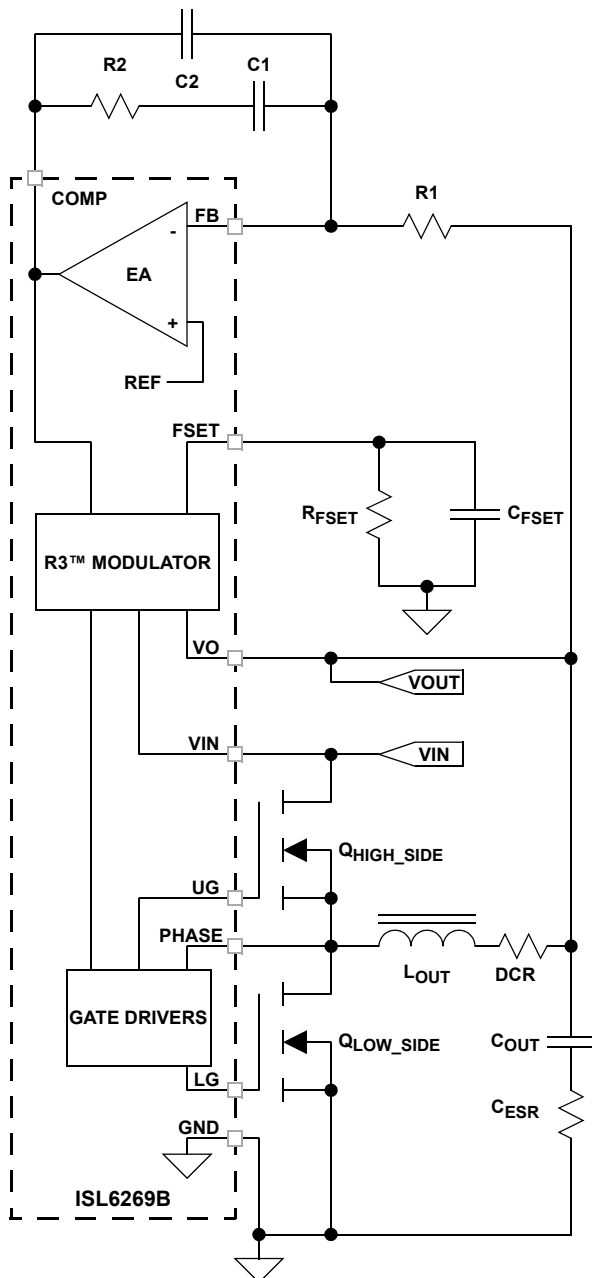 R2
C2
C1
COMP
FB
R1
-
EA
+
REF
FSET
R3™ MODULATOR
RFSET
CFSET
VO
VOUT
VIN
VIN
QHIGH_SIDE
UG
PHASE
LOUT
DCR
GATE DRIVERS
QLOW_SIDE
COUT
LG
CESR
GND
ISL6269B